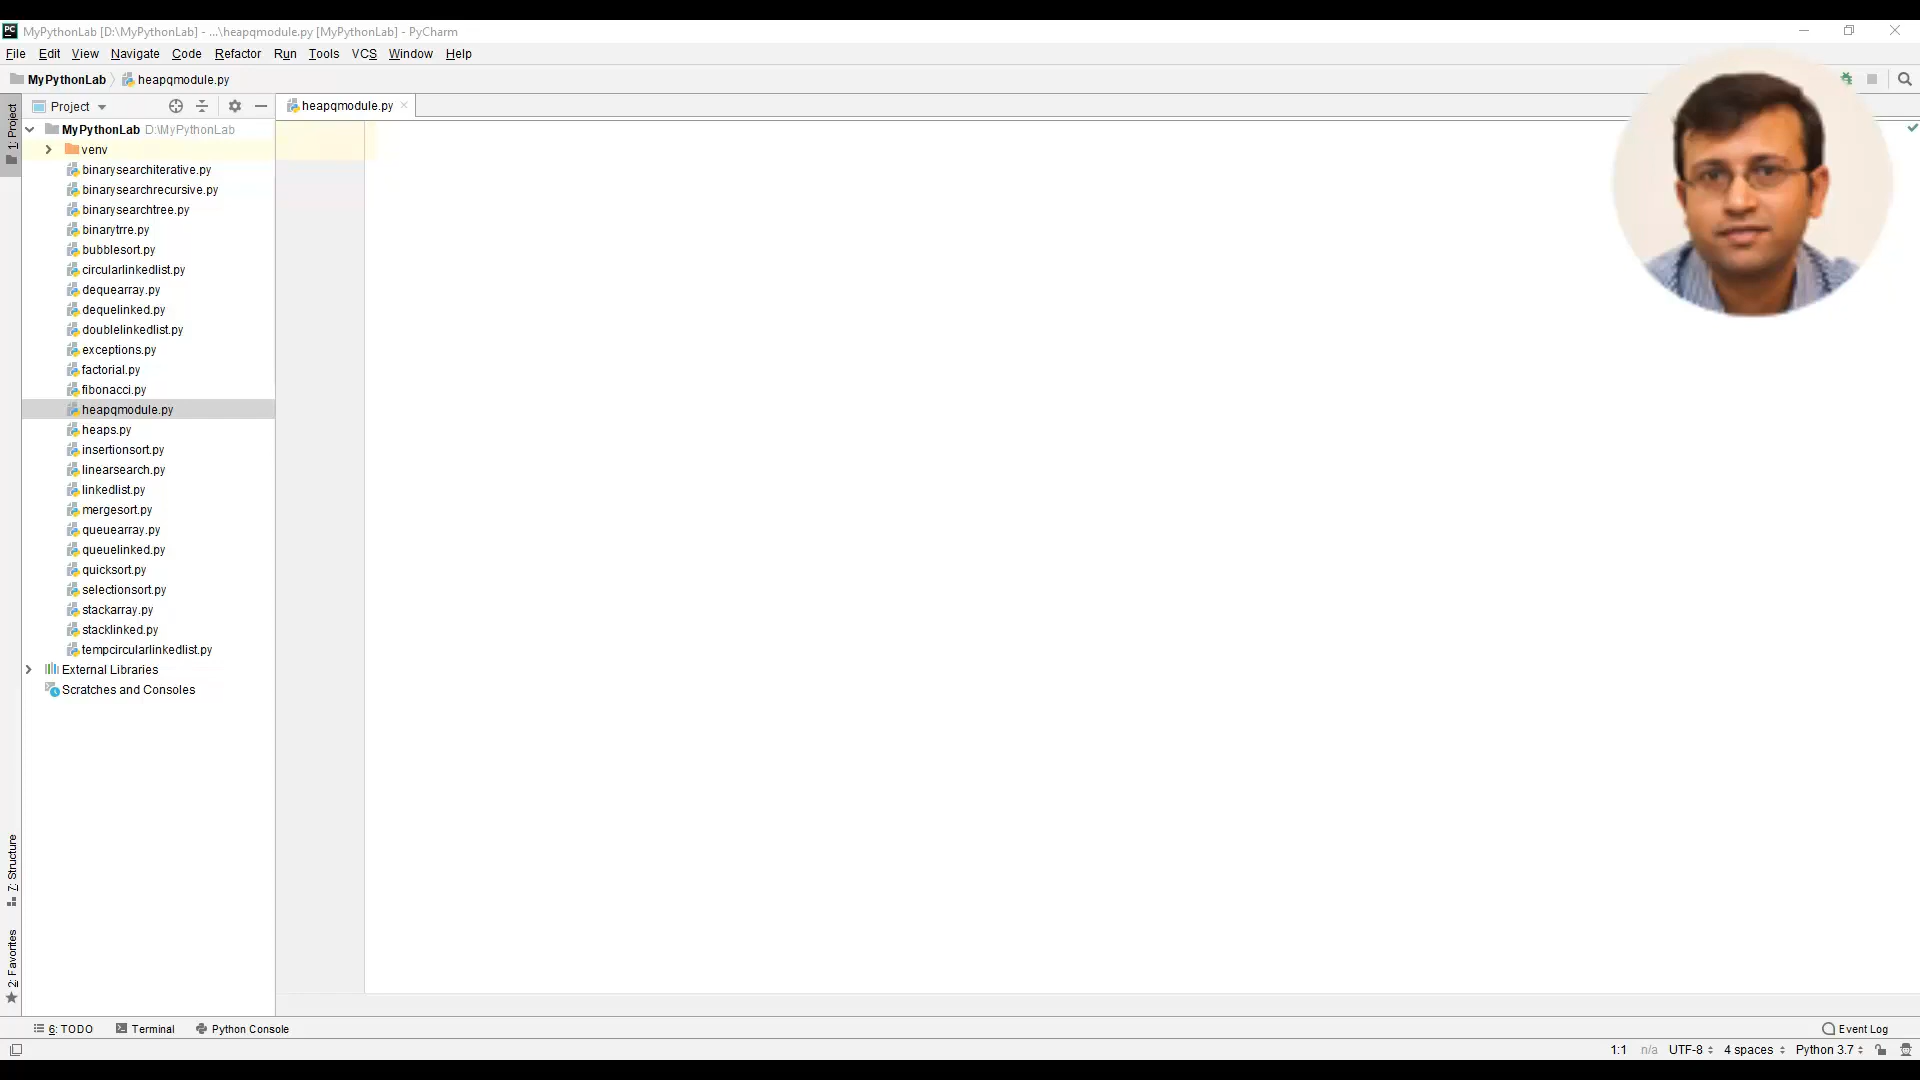 PC MyPythonLab [D:\MyPythonLab] - ...\heapqmodule.py [MyPythonLab] - PyCharm
File Edit View Navigate Code Refactor Run Tools VCS Window Help
MyPythonLab heapqmodule.py
1: Project
Project
heapqmodule.py
MyPythonLab D:\MyPythonLab
venv
binarysearchiterative.py
binarysearchrecursive.py
binarysearchtree.py
binarytrre.py
bubblesort.py
circularlinkedlist.py
dequearray.py
dequelinked.py
doublelinkedlist.py
exceptions.py
factorial.py
fibonacci.py
heapqmodule.py
heaps.py
insertionsort.py
linearsearch.py
linkedlist.py
mergesort.py
queuearray.py
queuelinked.py
quicksort.py
selectionsort.py
stackarray.py
stacklinked.py
tempcircularlinkedlist.py
External Libraries
Scratches and Consoles
7: Structure
2: Favorites
6: TODO Terminal Python Console Event Log
1:1 n/a UTF-8 4 spaces Python 3.7